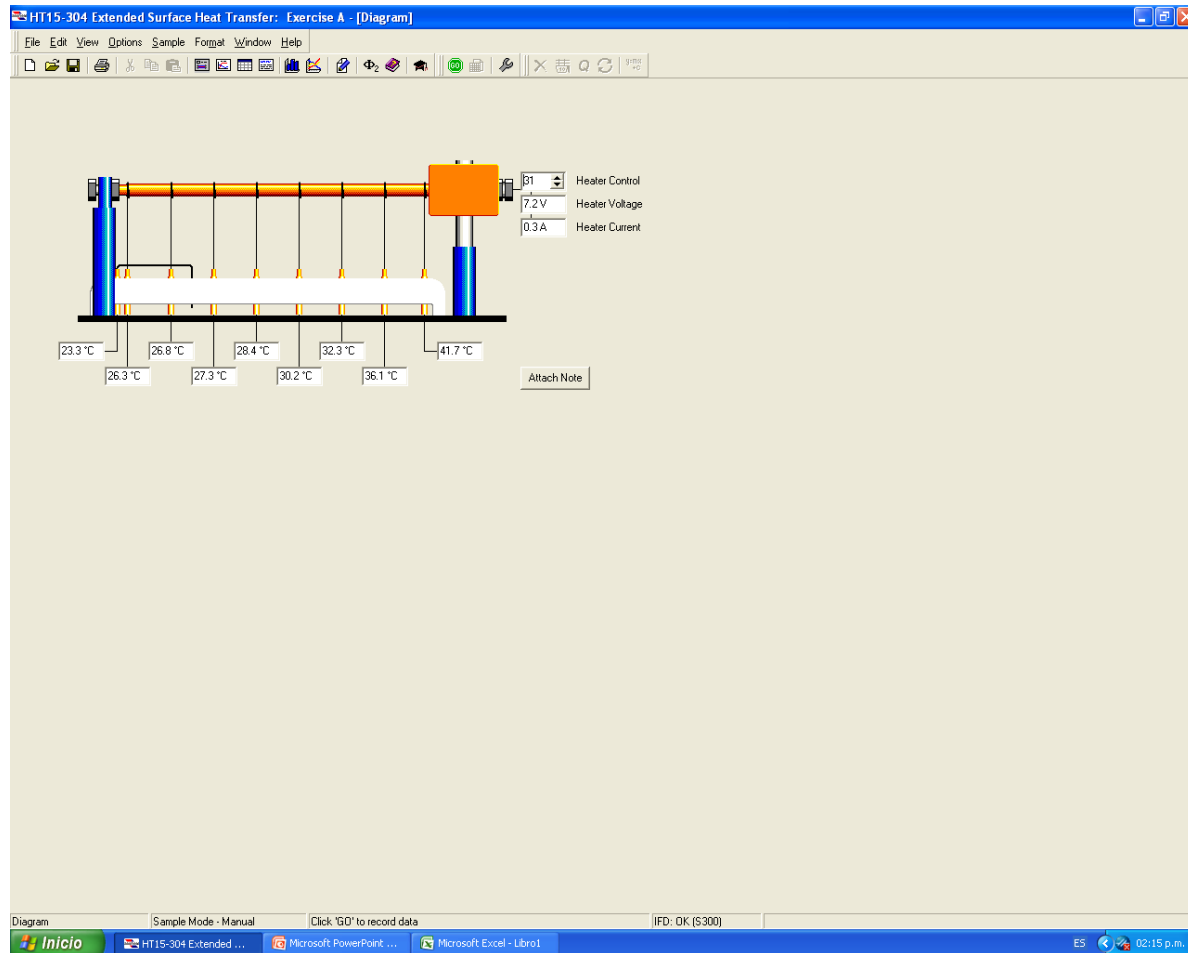 HT15-304 Extended Surface Heat Transfer: Exercise A - [Diagram]
File Edit View Options Sample Format Window Help
GO
31 Heater Control
7.2 V Heater Voltage
0.3 A Heater Current
23.3 °C 26.8 °C 28.4 °C 32.3 °C 41.7 °C
26.3 °C 27.3 °C 30.2 °C 36.1 °C Attach Note
Diagram Sample Mode - Manual Click 'GO' to record data IFD: OK (S300)
Inicio HT15-304 Extended ... Microsoft PowerPoint ... Microsoft Excel - Libro1 ES 02:15 p.m.